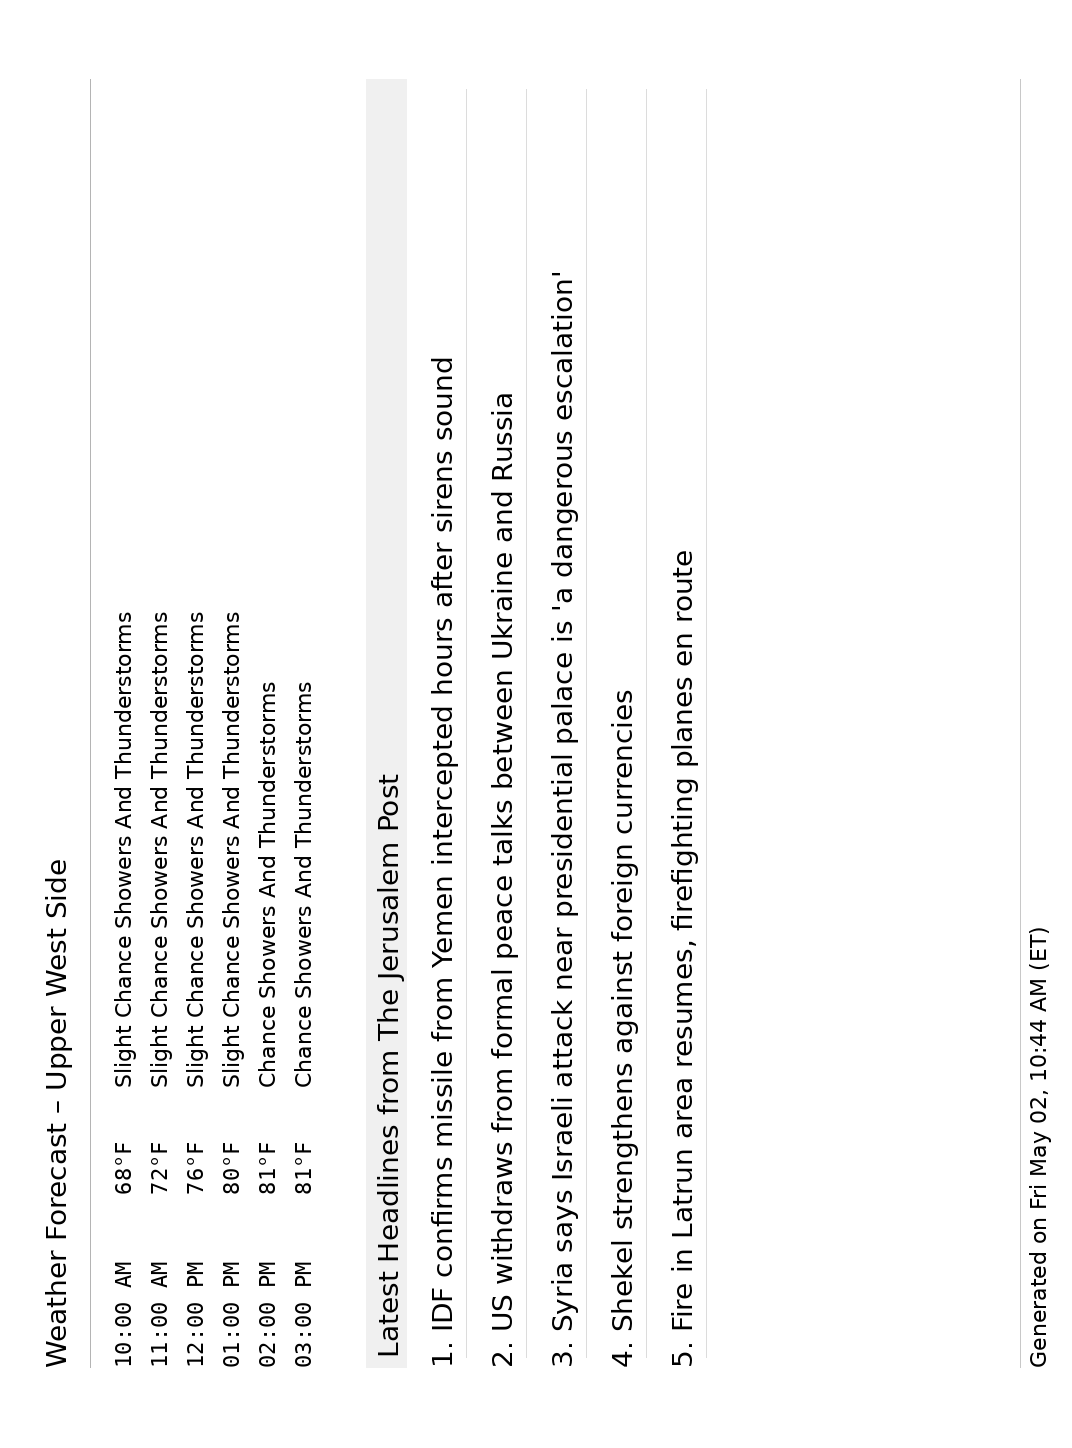 Weather Forecast – Upper West Side
10:00 AM 68°F Slight Chance Showers And Thunderstorms
11:00 AM 72°F Slight Chance Showers And Thunderstorms
12:00 PM 76°F Slight Chance Showers And Thunderstorms
01:00 PM 80°F Slight Chance Showers And Thunderstorms
02:00 PM 81°F Chance Showers And Thunderstorms
03:00 PM 81°F Chance Showers And Thunderstorms
Latest Headlines from The Jerusalem Post
1. IDF confirms missile from Yemen intercepted hours after sirens sound
2. US withdraws from formal peace talks between Ukraine and Russia
3. Syria says Israeli attack near presidential palace is 'a dangerous escalation'
4. Shekel strengthens against foreign currencies
5. Fire in Latrun area resumes, firefighting planes en route
Generated on Fri May 02, 10:44 AM (ET)